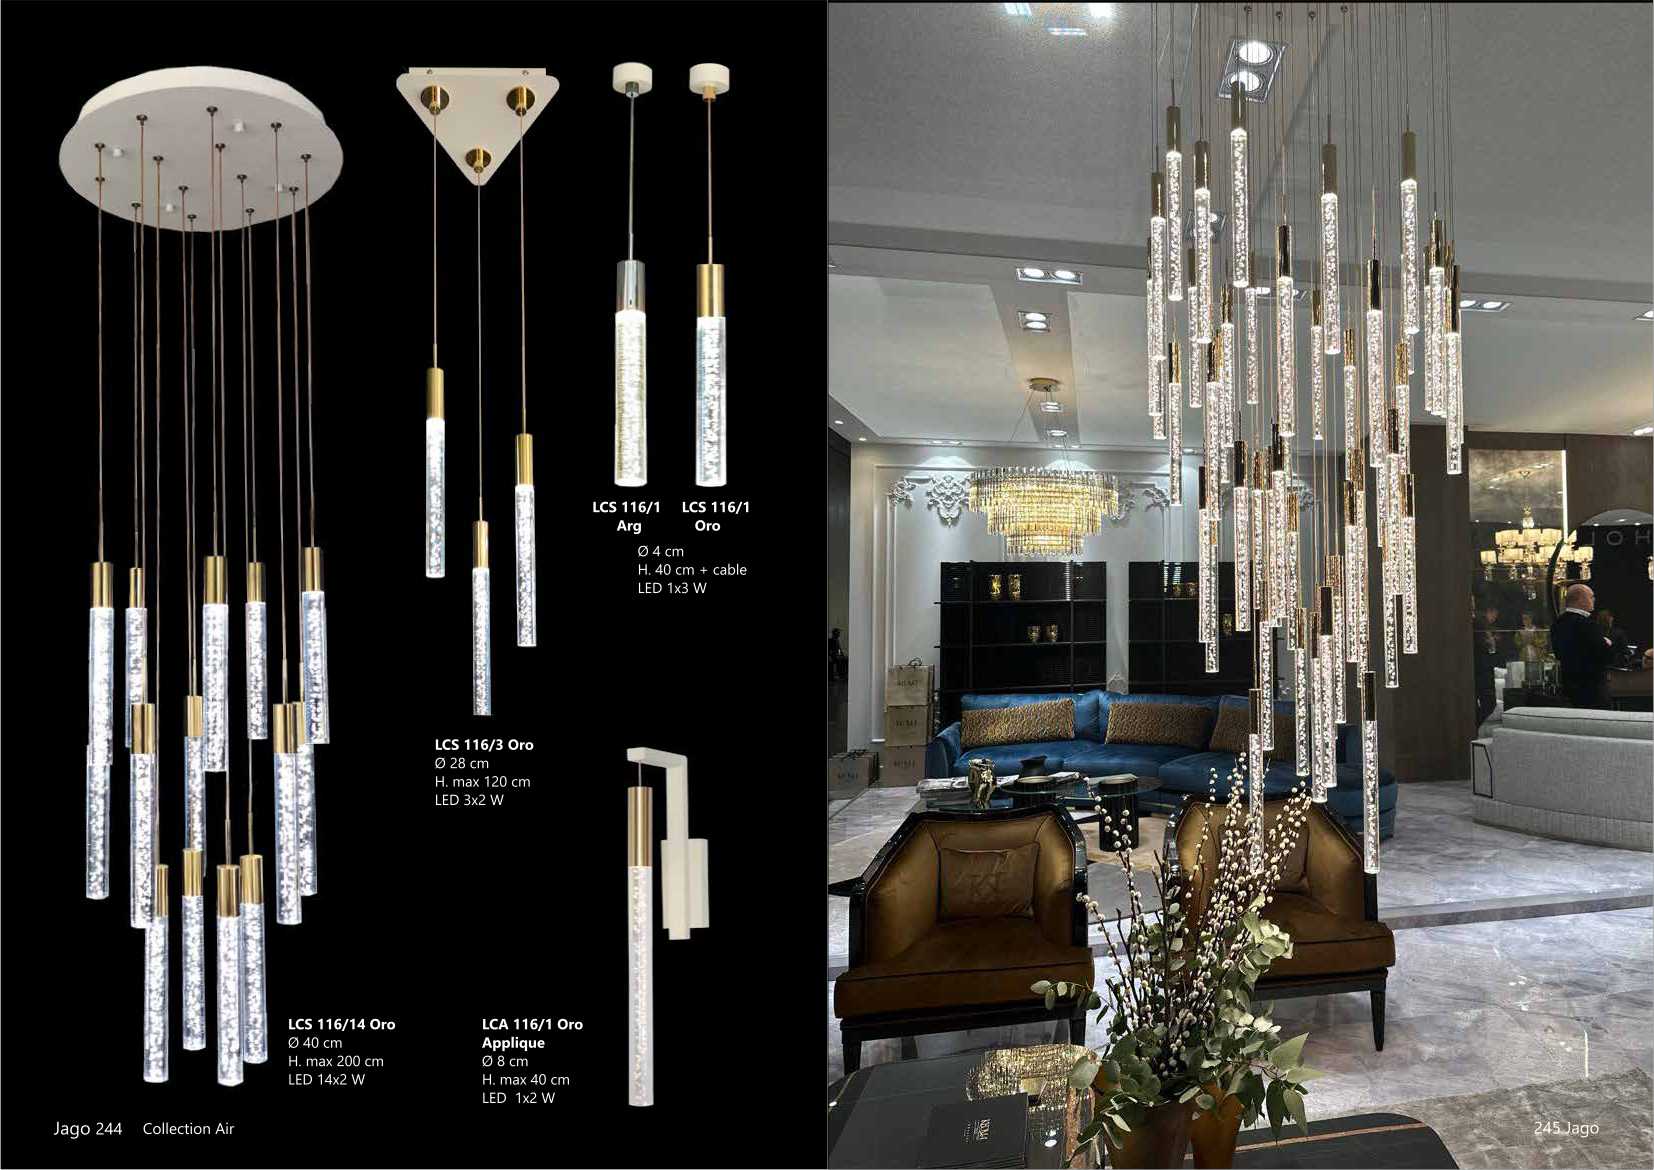 LCS 116/1
Arg
LCS 116/1
Oro
Ø 4 cm
H. 40 cm + cable
LED 1x3 W
LCS 116/3 Oro
Ø 28 cm
H. max 120 cm
LED 3x2 W
LCS 116/14 Oro
Ø 40 cm
H. max 200 cm
LED 14x2 W
LCA 116/1 Oro
Applique
Ø 8 cm
H. max 40 cm
LED 1x2 W
Jago 244 Collection Air
245 Jago